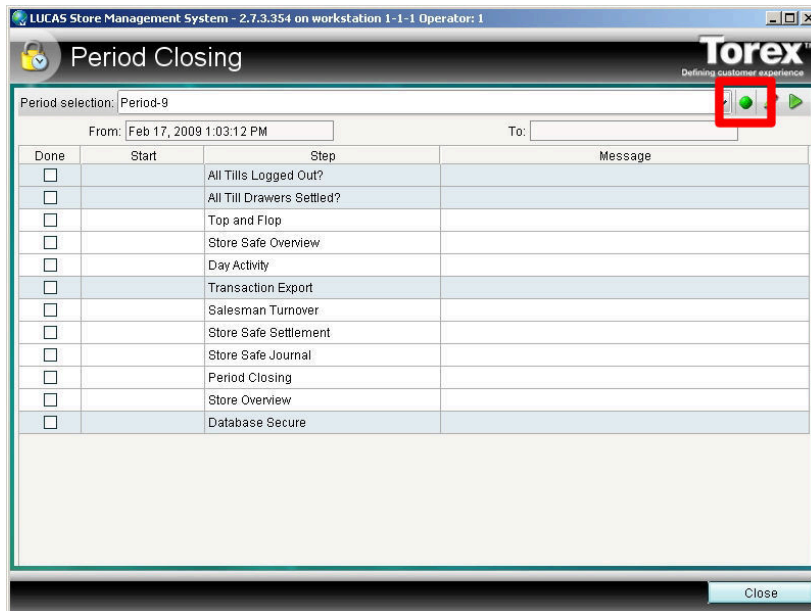 LUCAS Store Management System - 2.7.3.354 on workstation 1-1-1 Operator: 1
Period Closing
Torex™
Defining customer experience
Period selection: Period-9
From: Feb 17, 2009 1:03:12 PM To:
Done Start Step Message
All Tills Logged Out?
All Till Drawers Settled?
Top and Flop
Store Safe Overview
Day Activity
Transaction Export
Salesman Turnover
Store Safe Settlement
Store Safe Journal
Period Closing
Store Overview
Database Secure
Close